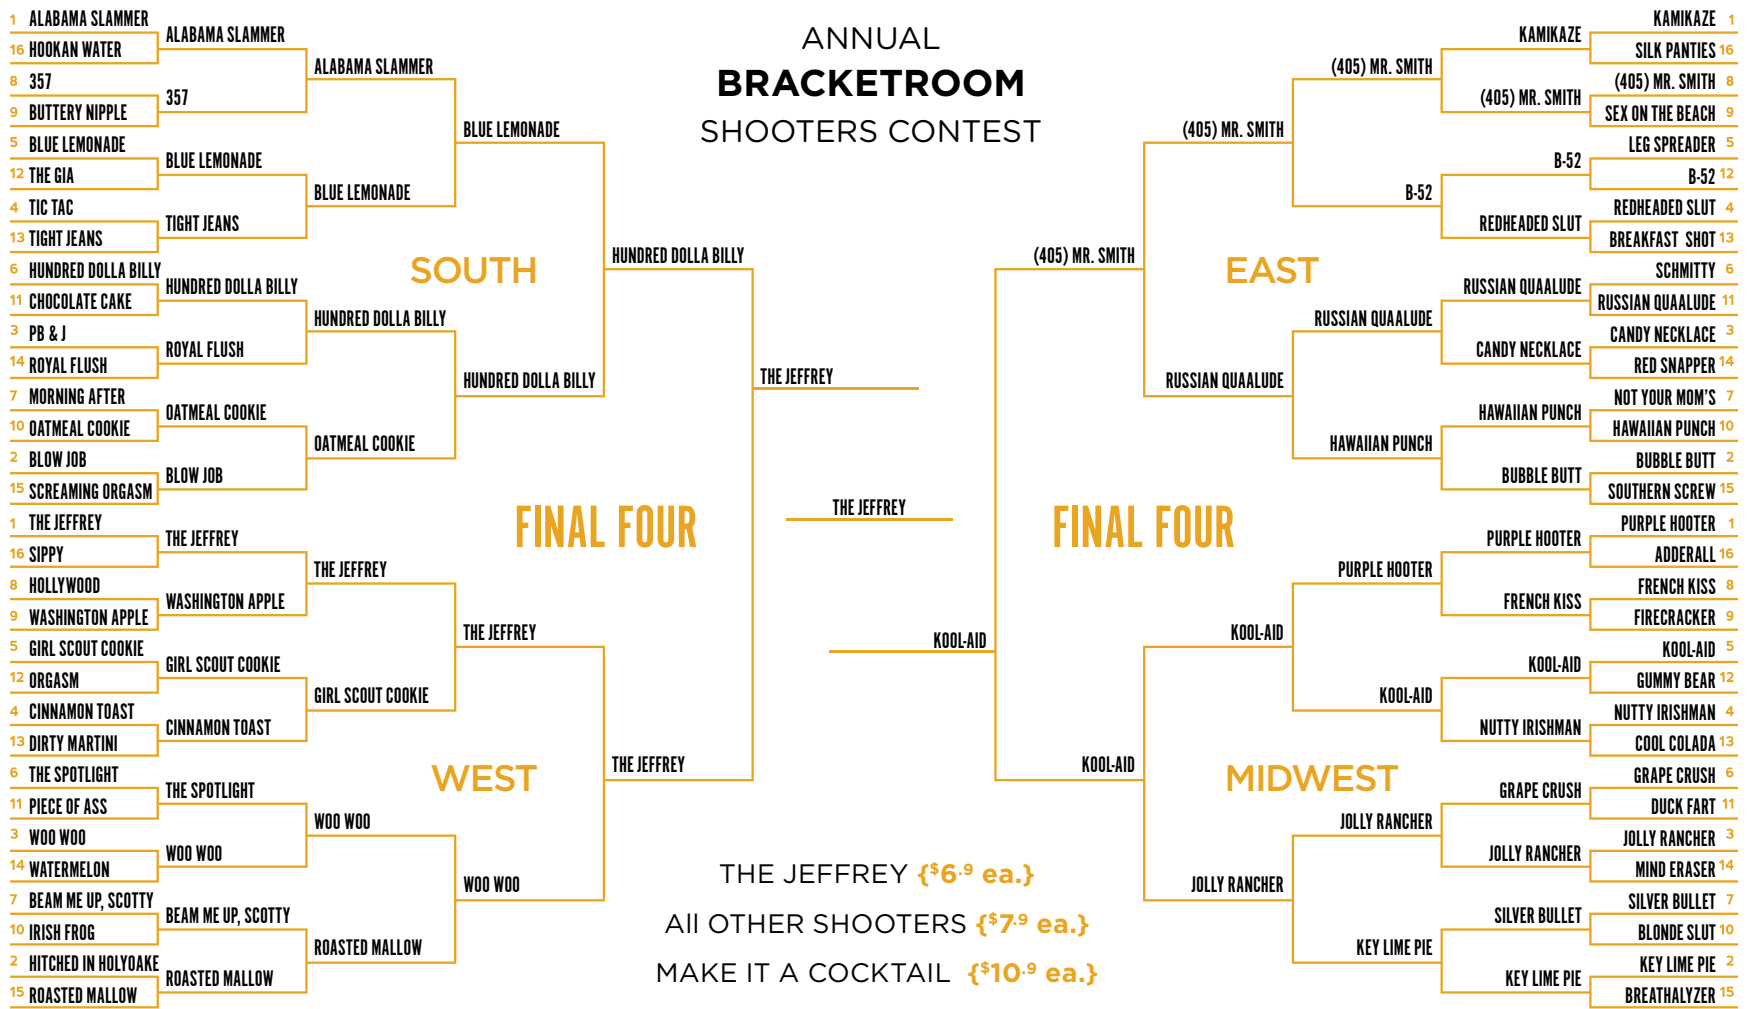 ANNUAL
BRACKETROOM
SHOOTERS CONTEST
1 ALABAMA SLAMMER
16 HOOKAN WATER
8 357
9 BUTTERY NIPPLE
5 BLUE LEMONADE
12 THE GIA
4 TIC TAC
13 TIGHT JEANS
6 HUNDRED DOLLA BILLY
11 CHOCOLATE CAKE
3 PB & J
14 ROYAL FLUSH
7 MORNING AFTER
10 OATMEAL COOKIE
2 BLOW JOB
15 SCREAMING ORGASM
ALABAMA SLAMMER
357
BLUE LEMONADE
TIGHT JEANS
HUNDRED DOLLA BILLY
ROYAL FLUSH
OATMEAL COOKIE
BLOW JOB
ALABAMA SLAMMER
BLUE LEMONADE
HUNDRED DOLLA BILLY
OATMEAL COOKIE
BLUE LEMONADE
HUNDRED DOLLA BILLY
SOUTH
HUNDRED DOLLA BILLY
1 THE JEFFREY
16 SIPPY
8 HOLLYWOOD
9 WASHINGTON APPLE
5 GIRL SCOUT COOKIE
12 ORGASM
4 CINNAMON TOAST
13 DIRTY MARTINI
6 THE SPOTLIGHT
11 PIECE OF ASS
3 WOO WOO
14 WATERMELON
7 BEAM ME UP, SCOTTY
10 IRISH FROG
2 HITCHED IN HOLYOAKE
15 ROASTED MALLOW
THE JEFFREY
WASHINGTON APPLE
GIRL SCOUT COOKIE
CINNAMON TOAST
THE SPOTLIGHT
WOO WOO
BEAM ME UP, SCOTTY
ROASTED MALLOW
THE JEFFREY
GIRL SCOUT COOKIE
WOO WOO
ROASTED MALLOW
THE JEFFREY
WOO WOO
WEST
THE JEFFREY
FINAL FOUR
THE JEFFREY
THE JEFFREY
KOOL-AID
FINAL FOUR
KAMIKAZE 1
SILK PANTIES 16
(405) MR. SMITH 8
SEX ON THE BEACH 9
LEG SPREADER 5
B-52 12
REDHEADED SLUT 4
BREAKFAST SHOT 13
SCHMITTY 6
RUSSIAN QUAALUDE 11
CANDY NECKLACE 3
RED SNAPPER 14
NOT YOUR MOM'S 7
HAWAIIAN PUNCH 10
BUBBLE BUTT 2
SOUTHERN SCREW 15
KAMIKAZE
(405) MR. SMITH
B-52
REDHEADED SLUT
RUSSIAN QUAALUDE
CANDY NECKLACE
HAWAIIAN PUNCH
BUBBLE BUTT
(405) MR. SMITH
B-52
RUSSIAN QUAALUDE
HAWAIIAN PUNCH
(405) MR. SMITH
RUSSIAN QUAALUDE
EAST
(405) MR. SMITH
PURPLE HOOTER 1
ADDERALL 16
FRENCH KISS 8
FIRECRACKER 9
KOOL-AID 5
GUMMY BEAR 12
NUTTY IRISHMAN 4
COOL COLADA 13
GRAPE CRUSH 6
DUCK FART 11
JOLLY RANCHER 3
MIND ERASER 14
SILVER BULLET 7
BLONDE SLUT 10
KEY LIME PIE 2
BREATHALYZER 15
PURPLE HOOTER
FRENCH KISS
KOOL-AID
NUTTY IRISHMAN
GRAPE CRUSH
JOLLY RANCHER
SILVER BULLET
KEY LIME PIE
PURPLE HOOTER
KOOL-AID
JOLLY RANCHER
KEY LIME PIE
KOOL-AID
JOLLY RANCHER
MIDWEST
KOOL-AID
THE JEFFREY {$6.9 ea.}
All OTHER SHOOTERS {$7.9 ea.}
MAKE IT A COCKTAIL {$10.9 ea.}